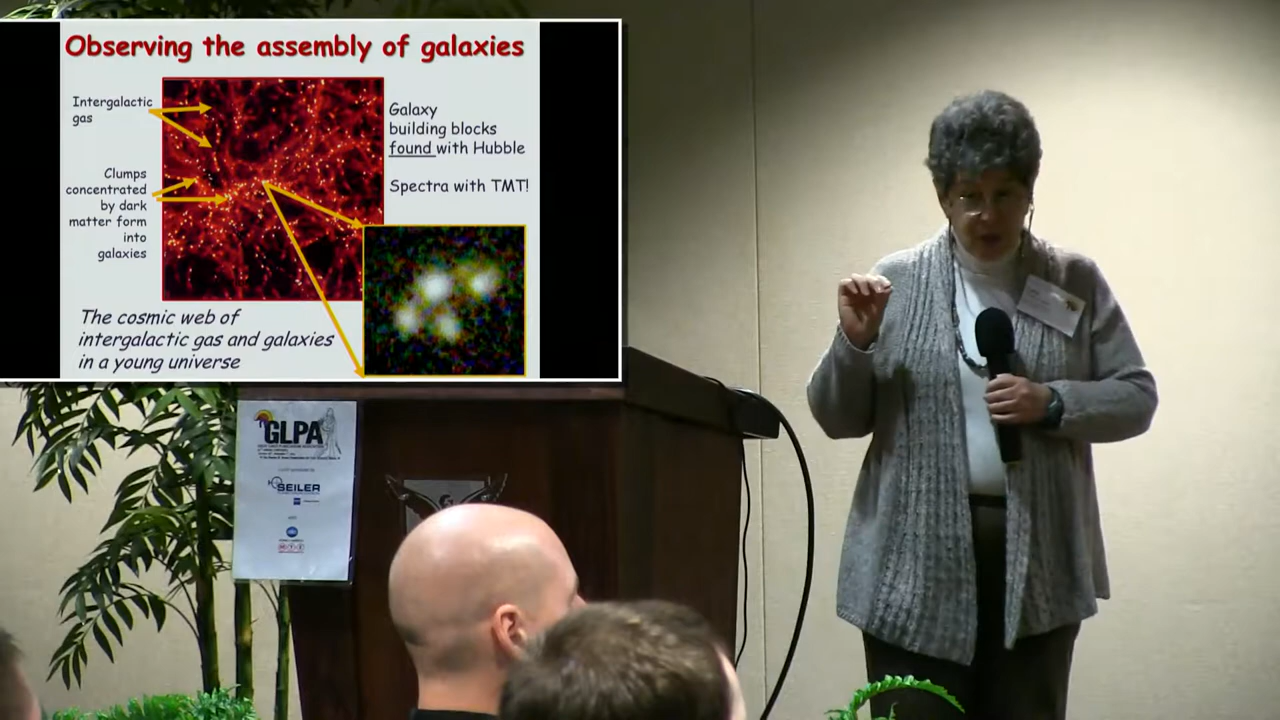 Observing the assembly of galaxies
Intergalactic
gas
Clumps
concentrated
by dark
matter form
into
galaxies
Galaxy
building blocks
found with Hubble
Spectra with TMT!
The cosmic web of
intergalactic gas and galaxies
in a young universe
GLPA
SEILER